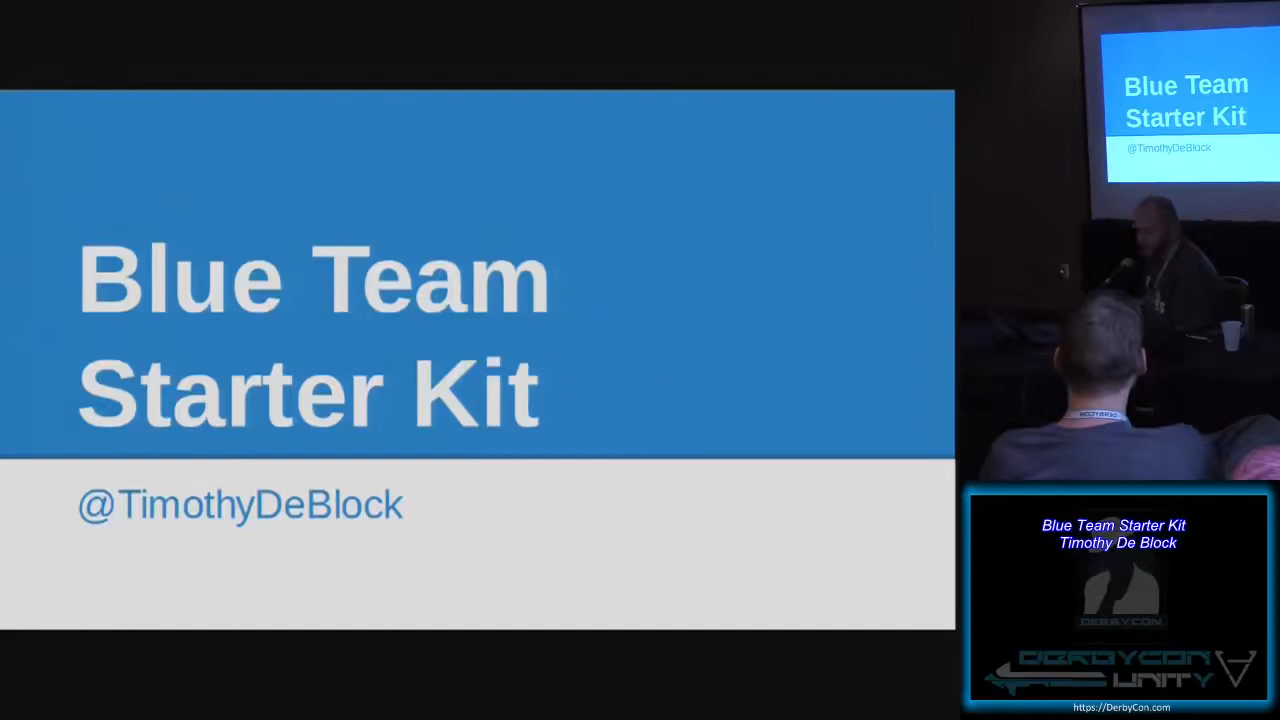 Blue Team
Starter Kit
@TimothyDeBlock
Blue Team
Starter Kit
@TimothyDeBlock
Blue Team Starter Kit
Timothy De Block
DERBYCON
DERBYCON
UNITY
https://DerbyCon.com